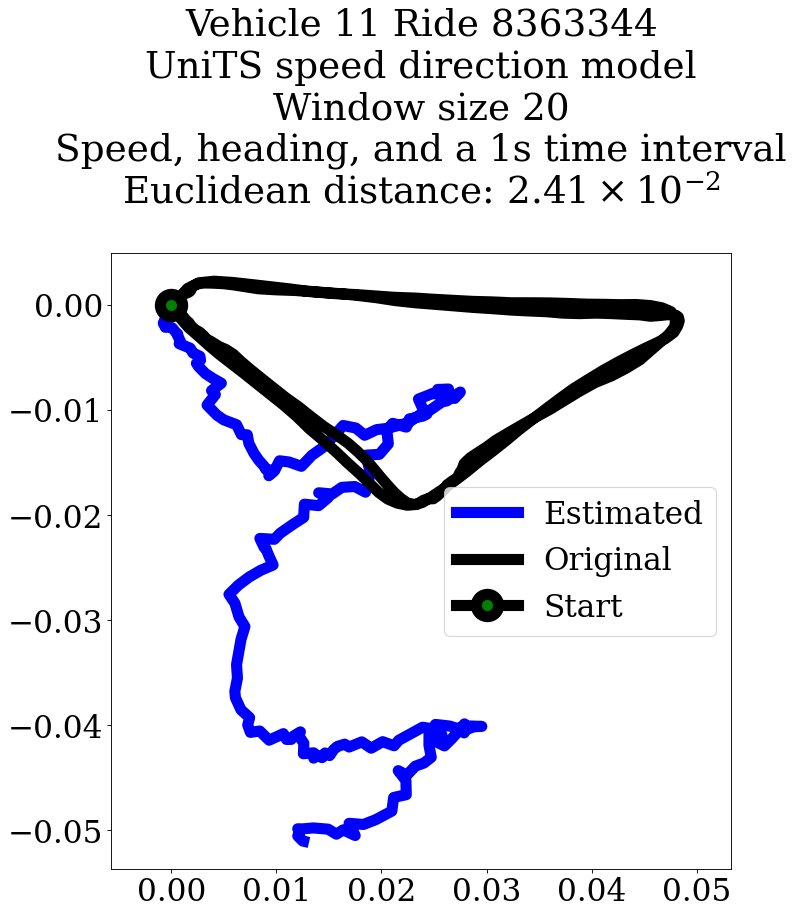 Vehicle 11 Ride 8363344
UniTS speed direction model
Window size 20
Speed, heading, and a 1s time interval
Euclidean distance: 2.41 × 10⁻²
0.00
−0.01
−0.02
−0.03
−0.04
−0.05
Estimated
Original
Start
0.00 0.01 0.02 0.03 0.04 0.05